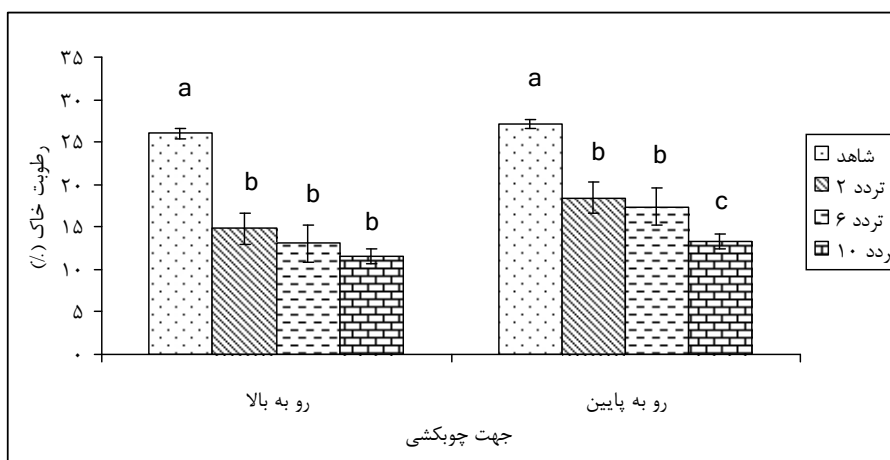 ۳۵
۳۰
۲۵
۲۰
۱۵
۱۰
۵
۰
رطوبت خاک (٪)
a
b
b
b
a
b
b
c
رو به بالا
رو به پایین
جهت چوبکشی
شاهد
۲ تردد
۶ تردد
۱۰ ردد